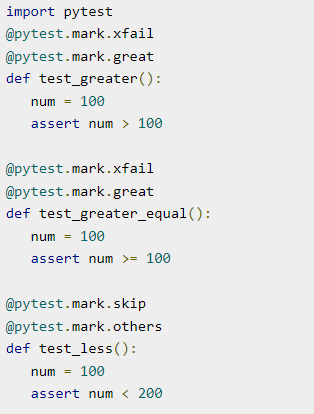 import pytest
@pytest.mark.xfail
@pytest.mark.great
def test_greater():
   num = 100
   assert num > 100

@pytest.mark.xfail
@pytest.mark.great
def test_greater_equal():
   num = 100
   assert num >= 100

@pytest.mark.skip
@pytest.mark.others
def test_less():
   num = 100
   assert num < 200